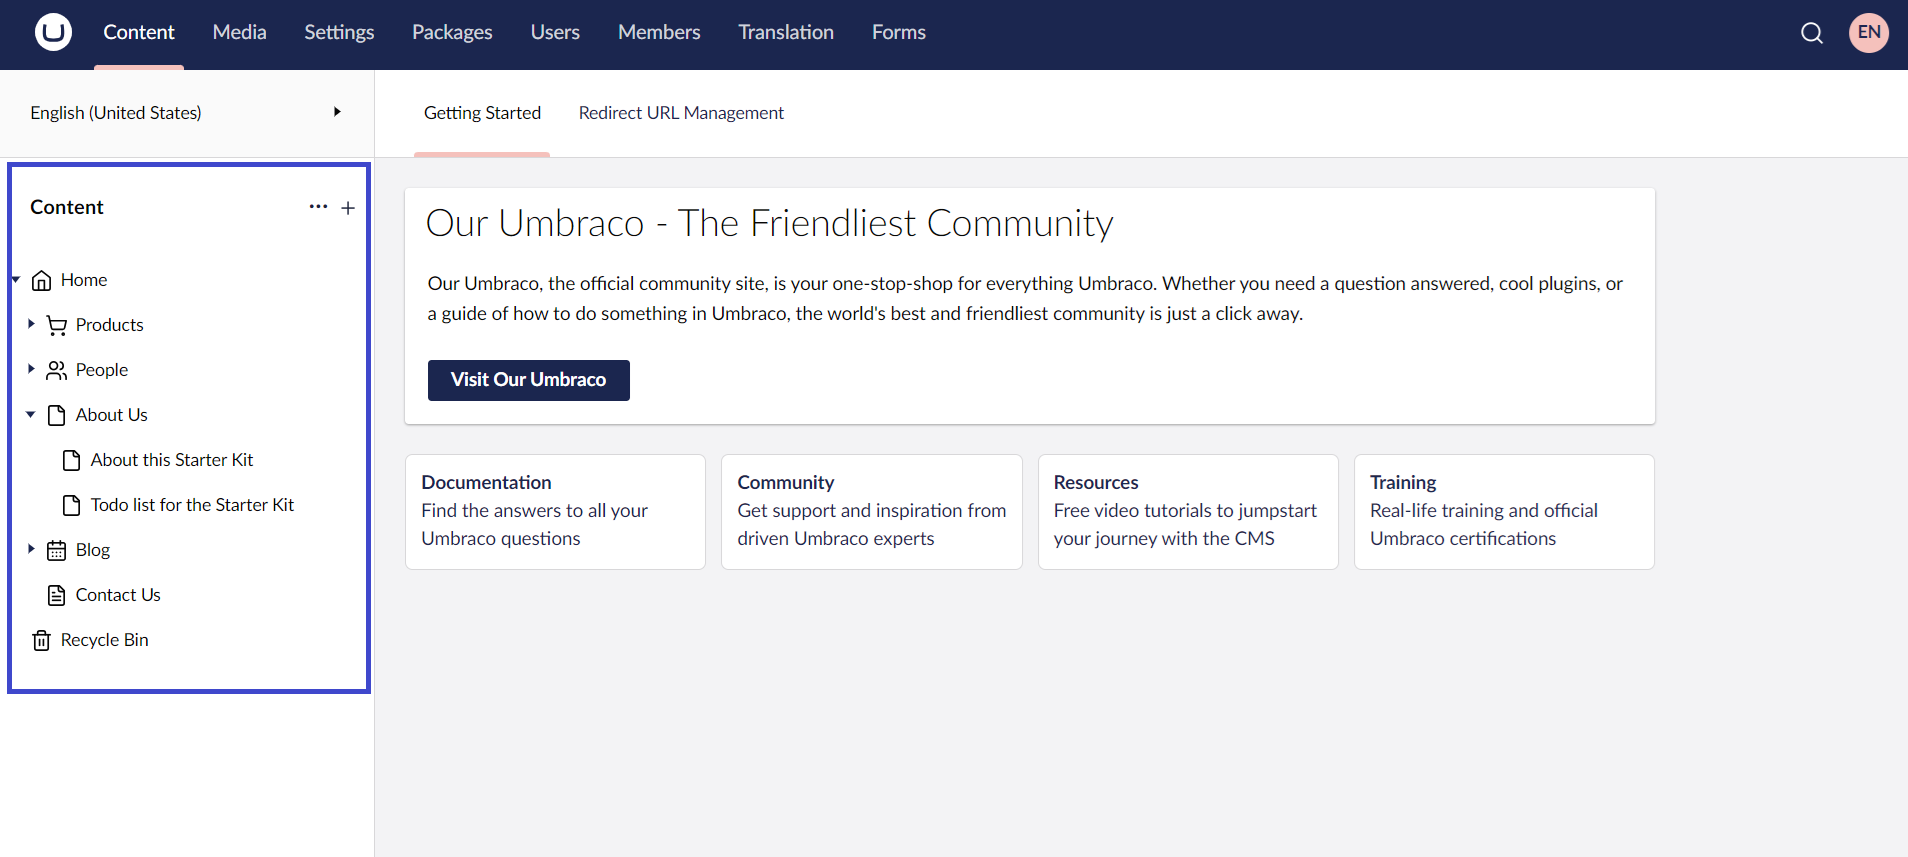 Content Media Settings Packages Users Members Translation Forms EN
English (United States)
Getting Started Redirect URL Management
Content
Home
Products
People
About Us
About this Starter Kit
Todo list for the Starter Kit
Blog
Contact Us
Recycle Bin
Our Umbraco - The Friendliest Community
Our Umbraco, the official community site, is your one-stop-shop for everything Umbraco. Whether you need a question answered, cool plugins, or
a guide of how to do something in Umbraco, the world's best and friendliest community is just a click away.
Visit Our Umbraco
Documentation
Find the answers to all your
Umbraco questions
Community
Get support and inspiration from
driven Umbraco experts
Resources
Free video tutorials to jumpstart
your journey with the CMS
Training
Real-life training and official
Umbraco certifications